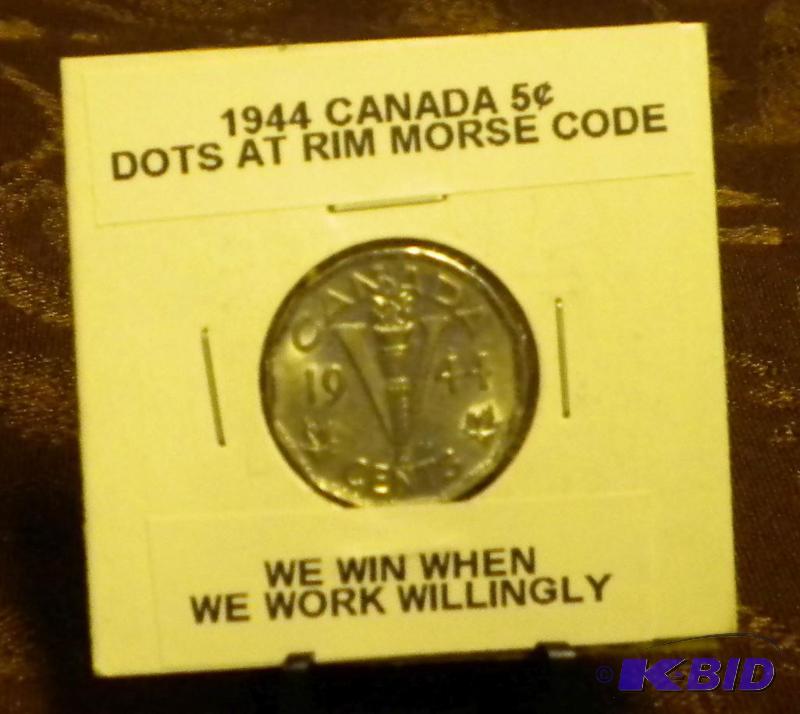 1944 CANADA 5¢
DOTS AT RIM MORSE CODE
CANADA
19 44
CENTS
WE WIN WHEN
WE WORK WILLINGLY
© K-BID